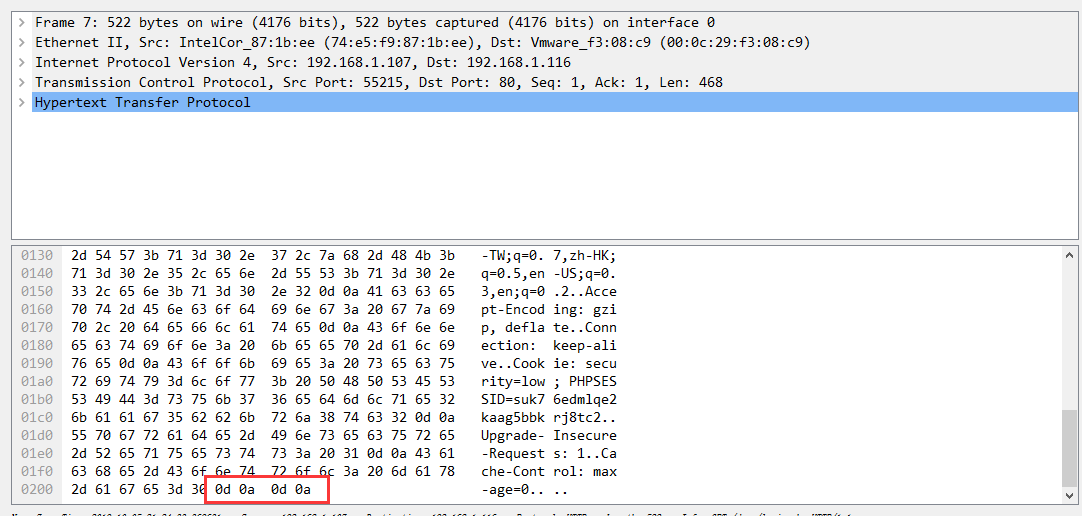 Frame 7: 522 bytes on wire (4176 bits), 522 bytes captured (4176 bits) on interface 0
Ethernet II, Src: IntelCor_87:1b:ee (74:e5:f9:87:1b:ee), Dst: Vmware_f3:08:c9 (00:0c:29:f3:08:c9)
Internet Protocol Version 4, Src: 192.168.1.107, Dst: 192.168.1.116
Transmission Control Protocol, Src Port: 55215, Dst Port: 80, Seq: 1, Ack: 1, Len: 468
Hypertext Transfer Protocol
0130 2d 54 57 3b 71 3d 30 2e 37 2c 7a 68 2d 48 4b 3b -TW;q=0. 7,zh-HK;
0140 71 3d 30 2e 35 2c 65 6e 2d 55 53 3b 71 3d 30 2e q=0.5,en -US;q=0.
0150 33 2c 65 6e 3b 71 3d 30 2e 32 0d 0a 41 63 63 65 3,en;q=0 .2..Acce
0160 70 74 2d 45 6e 63 6f 64 69 6e 67 3a 20 67 7a 69 pt-Encod ing: gzi
0170 70 2c 20 64 65 66 6c 61 74 65 0d 0a 43 6f 6e 6e p, defla te..Conn
0180 65 63 74 69 6f 6e 3a 20 6b 65 65 70 2d 61 6c 69 ection: keep-ali
0190 76 65 0d 0a 43 6f 6f 6b 69 65 3a 20 73 65 63 75 ve..Cook ie: secu
01a0 72 69 74 79 3d 6c 6f 77 3b 20 50 48 50 53 45 53 rity=low ; PHPSES
01b0 53 49 44 3d 73 75 6b 37 36 65 64 6d 6c 71 65 32 SID=suk7 6edmlqe2
01c0 6b 61 61 67 35 62 62 6b 72 6a 38 74 63 32 0d 0a kaag5bbk rj8tc2..
01d0 55 70 67 72 61 64 65 2d 49 6e 73 65 63 75 72 65 Upgrade- Insecure
01e0 2d 52 65 71 75 65 73 74 73 3a 20 31 0d 0a 43 61 -Request s: 1..Ca
01f0 63 68 65 2d 43 6f 6e 74 72 6f 6c 3a 20 6d 61 78 che-Cont rol: max
0200 2d 61 67 65 3d 30 0d 0a 0d 0a -age=0.. ..